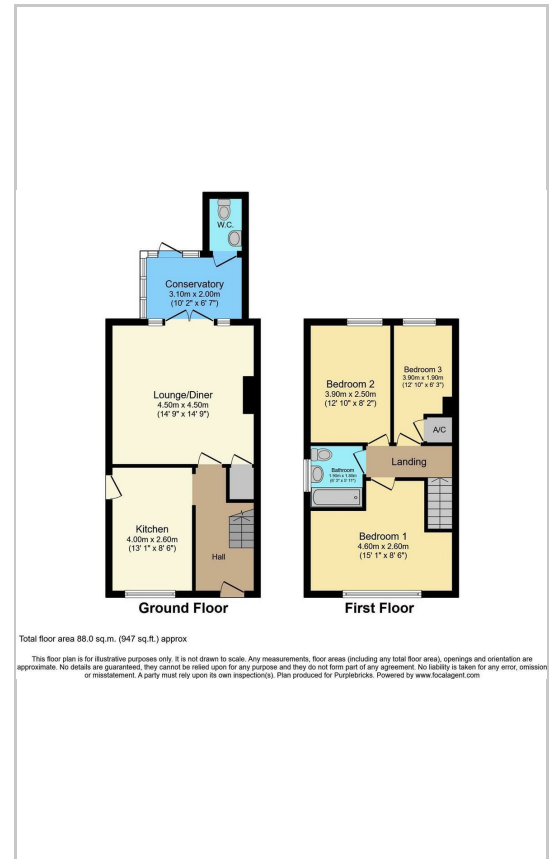 W.C.
Conservatory
3.10m x 2.00m
(10' 2" x 6' 7")
Lounge/Diner
4.50m x 4.50m
(14' 9" x 14' 9")
Kitchen
4.00m x 2.60m
(13' 1" x 8' 6")
Hall
Ground Floor
Bedroom 2
3.90m x 2.50m
(12' 10" x 8' 2")
Bedroom 3
3.90m x 1.90m
(12' 10" x 6' 3")
A/C
Landing
Bathroom
Bedroom 1
4.60m x 2.60m
(15' 1" x 8' 6")
First Floor
Total floor area 88.0 sq.m. (947 sq.ft.) approx
This floor plan is for illustrative purposes only. It is not drawn to scale. Any measurements, floor areas (including any total floor area), openings and orientation are
approximate. No details are guaranteed, they cannot be relied upon for any purpose and they do not form part of any agreement. No liability is taken for any error, omission
or misstatement. A party must rely upon its own inspection(s). Plan produced for Purplebricks. Powered by www.focalagent.com